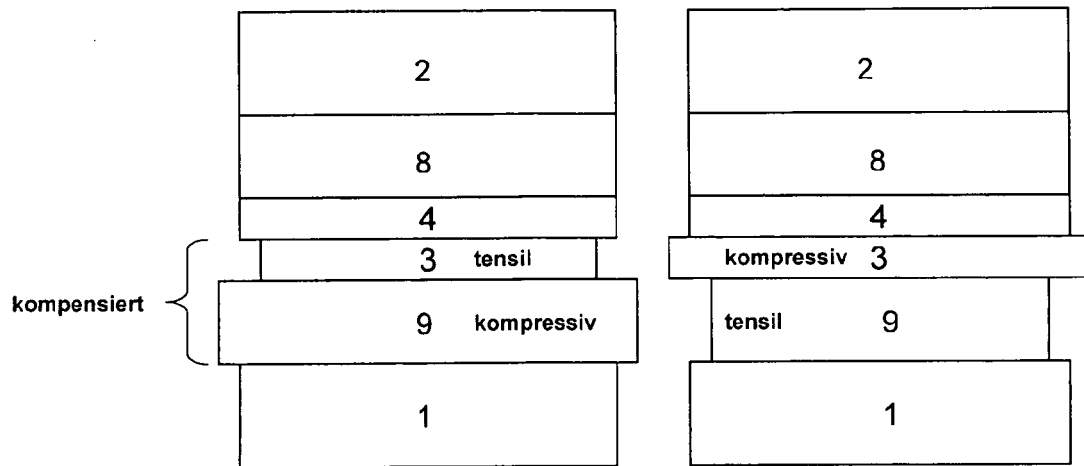 2
8
4
3 tensil
kompensiert
9 kompressiv
1
2
8
4
kompressiv 3
tensil 9
1